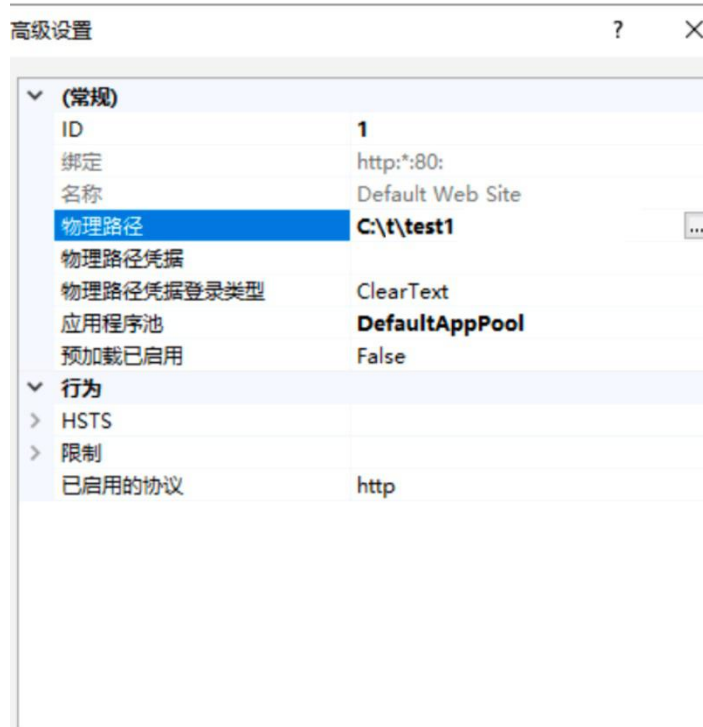 高级设置 ?
(常规)
ID 1
绑定 http:*:80:
名称 Default Web Site
物理路径 C:\t\test1 ...
物理路径凭据
物理路径凭据登录类型 ClearText
应用程序池 DefaultAppPool
预加载已启用 False
行为
HSTS
限制
已启用的协议 http